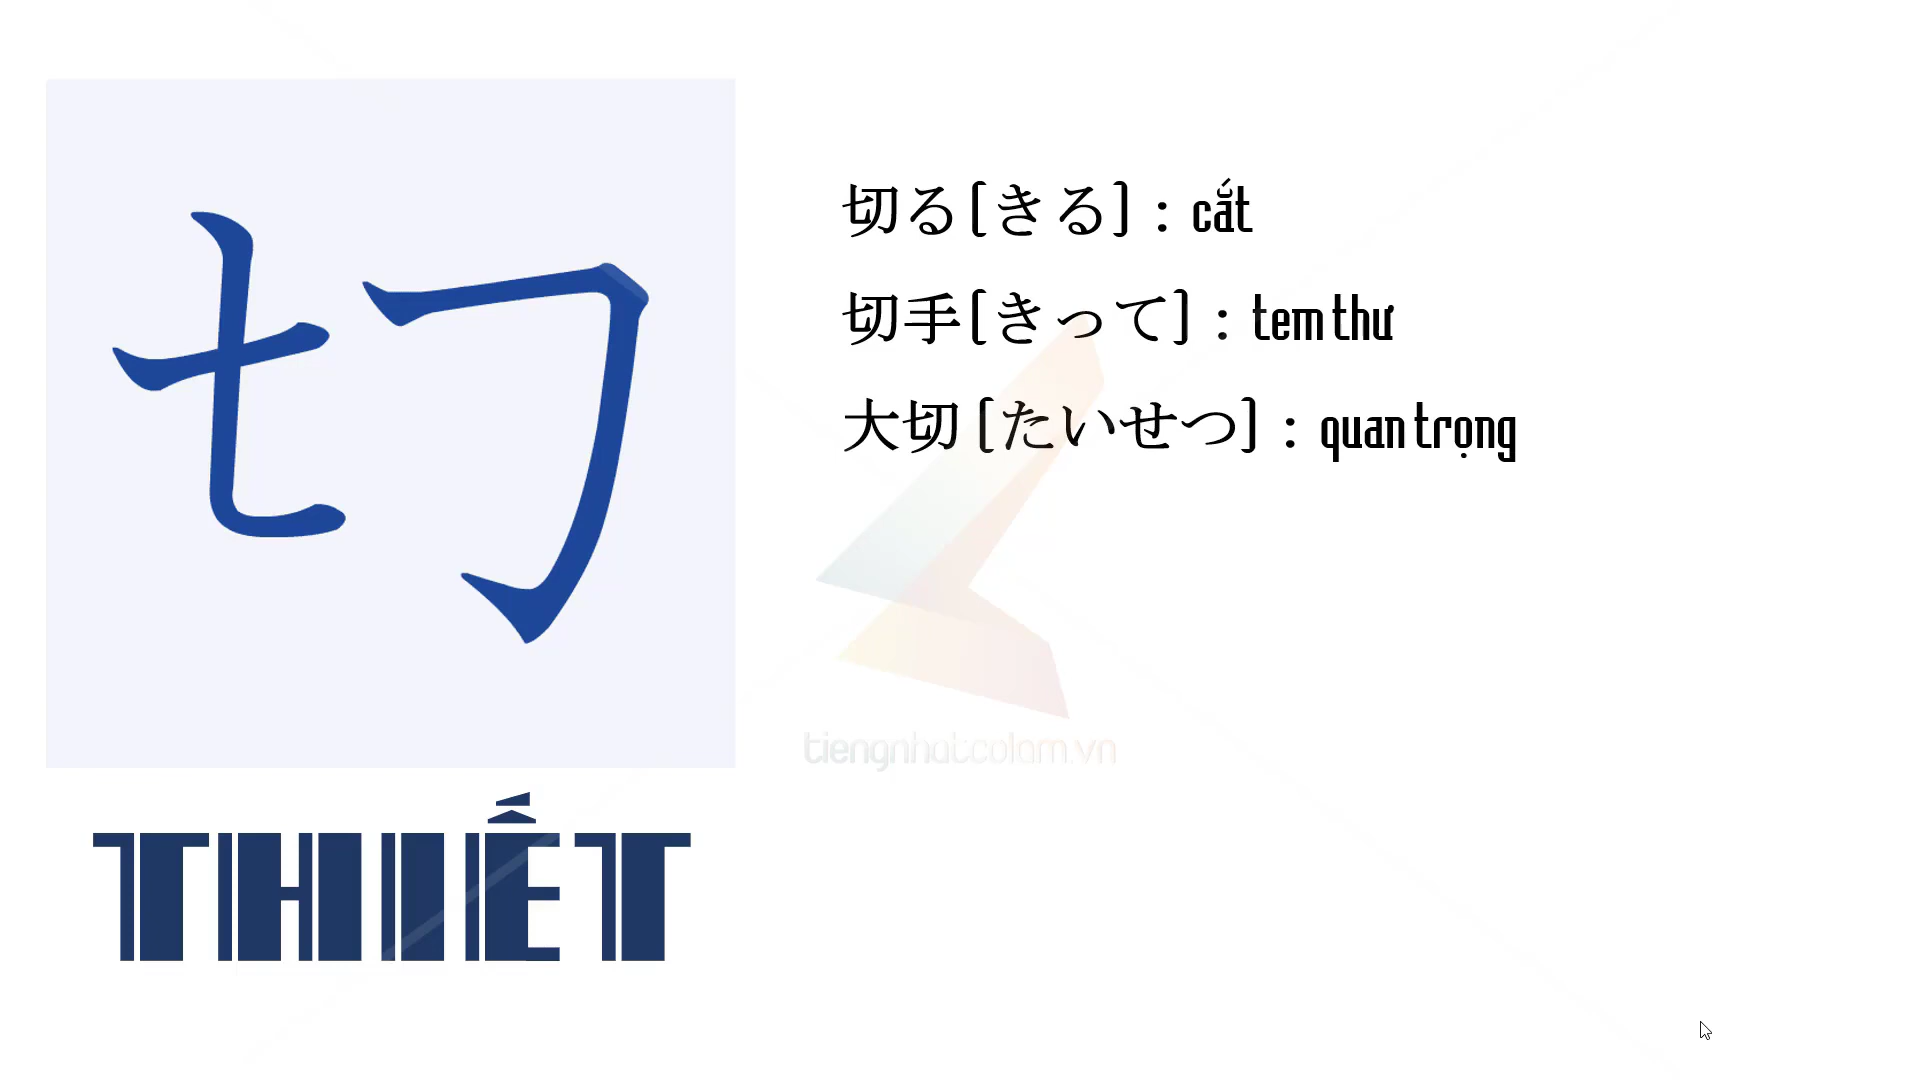 切
THIẾT
切る[きる]：cắt
切手[きって]：tem thư
大切 [たいせつ]：quan trọng
tiengnhatcolam.vn